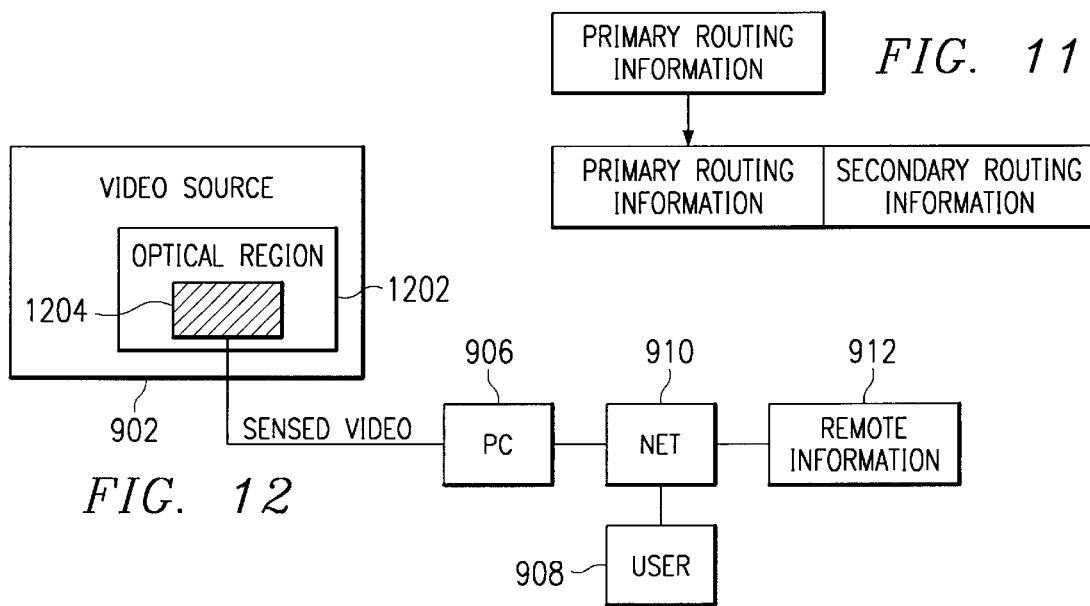 PRIMARY ROUTING
INFORMATION
FIG. 11
PRIMARY ROUTING
INFORMATION
SECONDARY ROUTING
INFORMATION
VIDEO SOURCE
OPTICAL REGION
1202
1204
902
SENSED VIDEO
906
PC
910
NET
912
REMOTE
INFORMATION
908
USER
FIG. 12